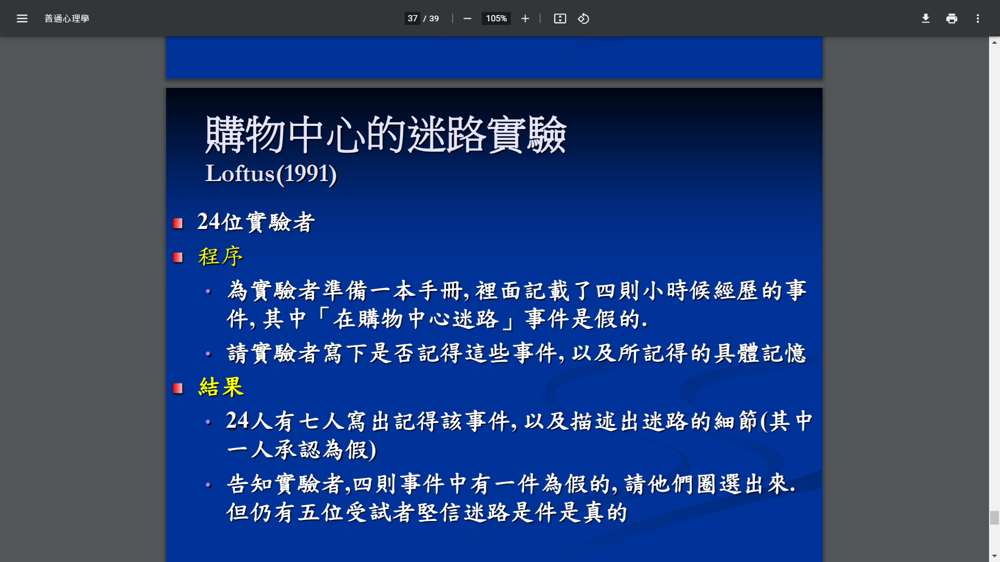 普通心理學
37 / 39
105%
購物中心的迷路實驗
Loftus(1991)
24位實驗者
程序
為實驗者準備一本手冊, 裡面記載了四則小時候經歷的事
件, 其中「在購物中心迷路」事件是假的.
請實驗者寫下是否記得這些事件, 以及所記得的具體記憶
結果
24人有七人寫出記得該事件, 以及描述出迷路的細節(其中
一人承認為假)
告知實驗者,四則事件中有一件為假的, 請他們圈選出來.
但仍有五位受試者堅信迷路是件是真的